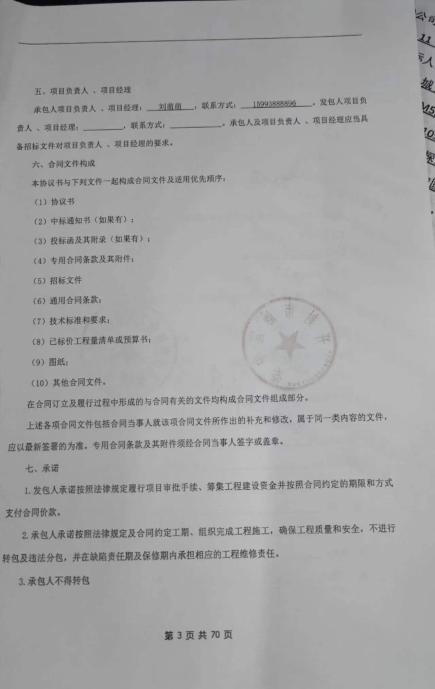 五、项目负责人 、项目经理
承包人项目负责人 、项目经理： 刘萌萌 ，联系方式： 15993888896 。发包人项目负
责人 、项目经理： ，联系方式： 。承包人及项目负责人 、项目经理应当具
备招标文件对项目负责人 、项目经理的要求。
六、合同文件构成
本协议书与下列文件一起构成合同文件及适用优先顺序：
（1）协议书
（2）中标通知书（如果有）；
（3）投标函及其附录（如果有）；
（4）专用合同条款及其附件；
（5）招标文件
（6）通用合同条款；
（7）技术标准和要求；
（8）已标价工程量清单或预算书；
（9）图纸；
（10）其他合同文件。
在合同订立及履行过程中形成的与合同有关的文件均构成合同文件组成部分。
上述各项合同文件包括合同当事人就该项合同文件所作出的补充和修改，属于同一类内容的文件，
应以最新签署的为准。专用合同条款及其附件须经合同当事人签字或盖章。
七、承诺
1.发包人承诺按照法律规定履行项目审批手续、筹集工程建设资金并按照合同约定的期限和方式
支付合同价款。
2.承包人承诺按照法律规定及合同约定工期、组织完成工程施工，确保工程质量和安全，不进行
转包及违法分包，并在缺陷责任期及保修期内承担相应的工程维修责任。
3.承包人不得转包
第 3 页 共 70 页
公司
11